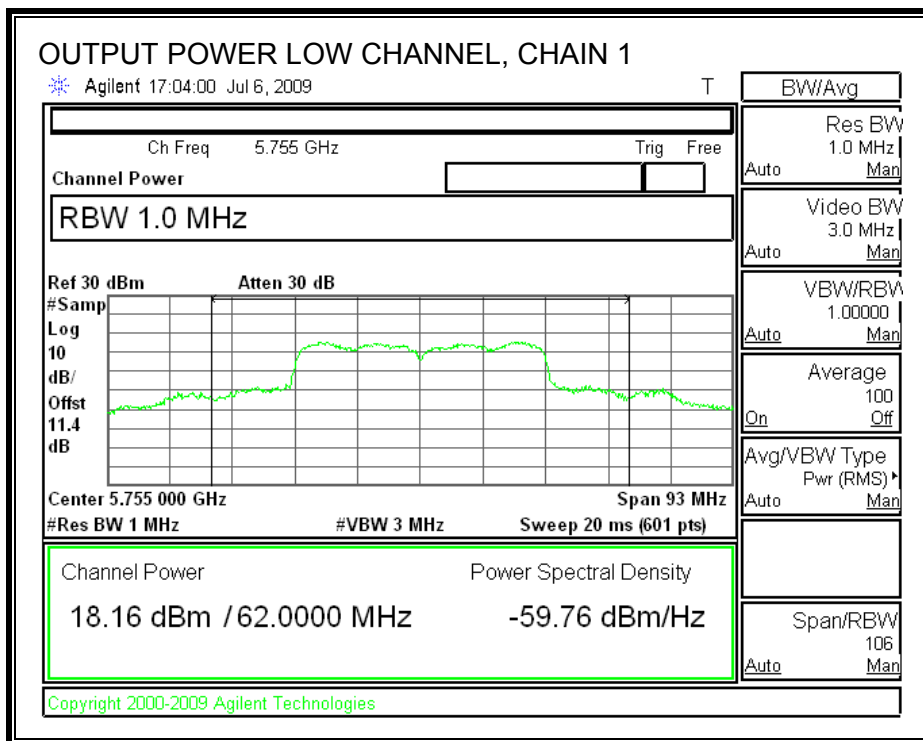 OUTPUT POWER LOW CHANNEL, CHAIN 1
Agilent 17:04:00 Jul 6, 2009 T
BW/Avg
Ch Freq 5.755 GHz Trig Free
Channel Power
RBW 1.0 MHz
Ref 30 dBm Atten 30 dB
#Samp
Log
10
dB/
Offst
11.4
dB
Center 5.755 000 GHz Span 93 MHz
#Res BW 1 MHz #VBW 3 MHz Sweep 20 ms (601 pts)
Channel Power Power Spectral Density
18.16 dBm / 62.0000 MHz -59.76 dBm/Hz
Copyright 2000-2009 Agilent Technologies
Res BW
1.0 MHz
Auto Man
Video BW
3.0 MHz
Auto Man
VBW/RBW
1.00000
Auto Man
Average
100
On Off
Avg/VBW Type
Pwr (RMS)
Auto Man
Span/RBW
106
Auto Man